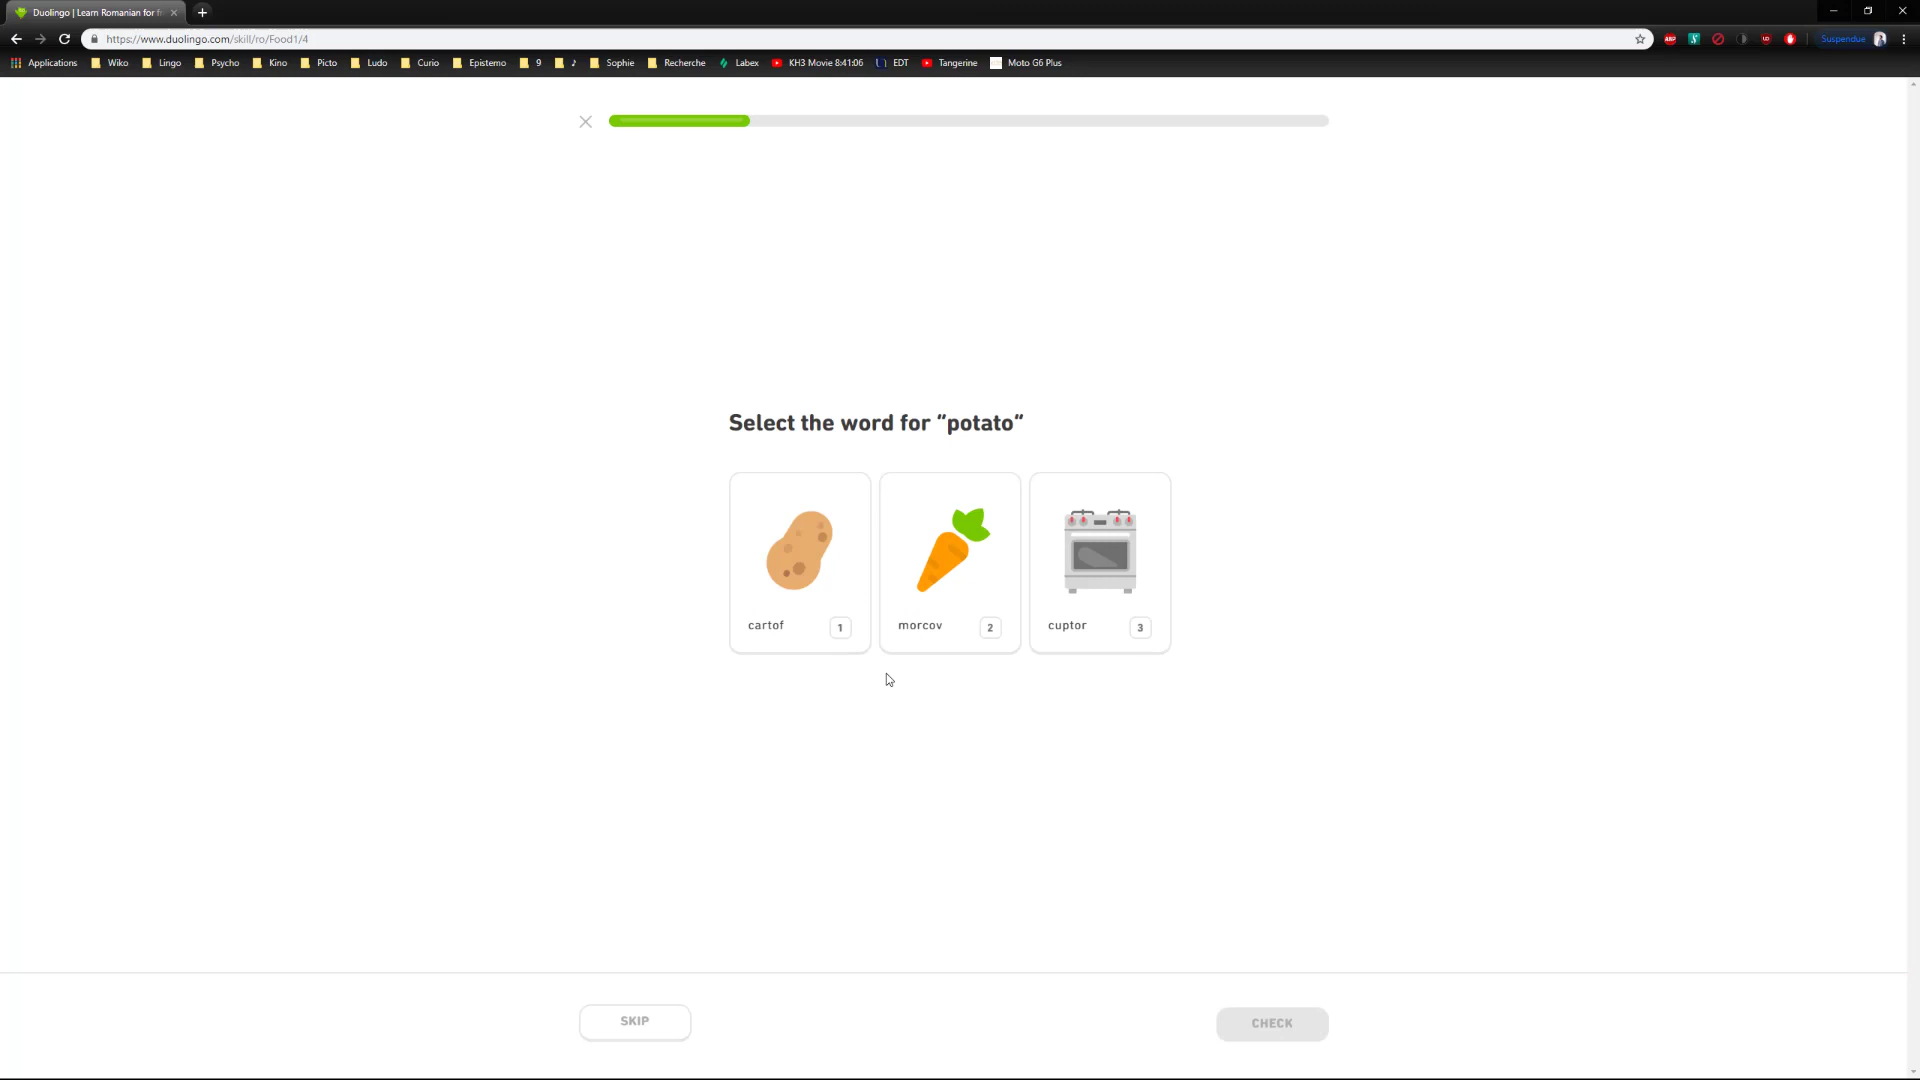 Duolingo | Learn Romanian for f
https://www.duolingo.com/skill/ro/Food1/4
Suspendue
Applications Wiko Lingo Psycho Kino Picto Ludo Curio Epistemo 9 ♪ Sophie Recherche Labex KH3 Movie 8:41:06 EDT Tangerine Moto G6 Plus
Select the word for “potato”
cartof 1 morcov 2 cuptor 3
SKIP CHECK